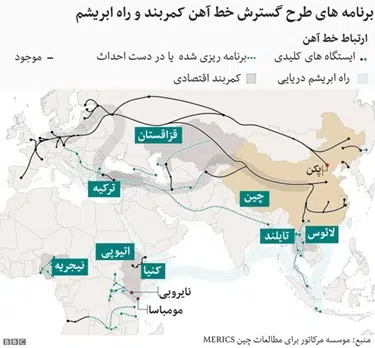 برنامه های طرح گسترش خط آهن کمربند و راه ابریشم
ارتباط خط آهن
ایستگاه های کلیدی
برنامه ریزی شده یا در دست احداث
موجود
راه ابریشم دریایی
کمربند اقتصادی
قزاقستان
پکن
ترکیه
چین
لائوس
تایلند
اتیوپی
نیجریه
کنیا
نایروبی
مومباسا
منبع: موسسه مرکاتور برای مطالعات چین MERICS
BBC